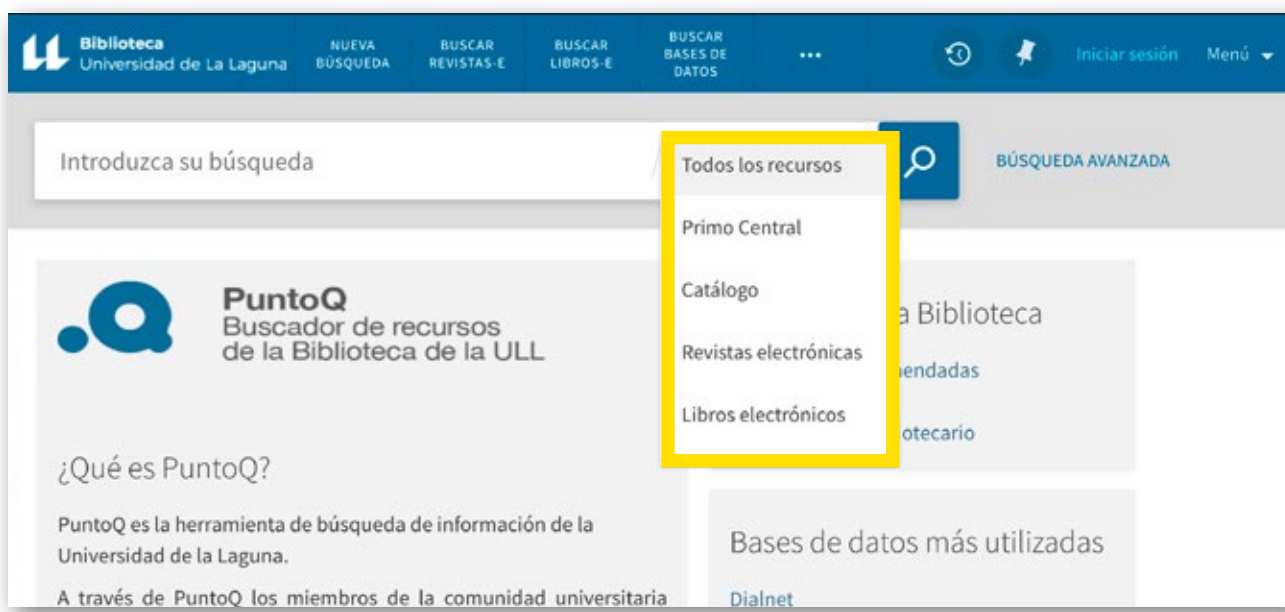 Biblioteca
Universidad de La Laguna
NUEVA
BÚSQUEDA
BUSCAR
REVISTAS-E
BUSCAR
LIBROS-E
BUSCAR
BASES DE
DATOS
...
Iniciar sesión
Menú
Introduzca su búsqueda
Todos los recursos
Primo Central
Catálogo
Revistas electrónicas
Libros electrónicos
BÚSQUEDA AVANZADA
PuntoQ
Buscador de recursos
de la Biblioteca de la ULL
¿Qué es PuntoQ?
PuntoQ es la herramienta de búsqueda de información de la
Universidad de la Laguna.
A través de PuntoQ los miembros de la comunidad universitaria
a Biblioteca
endadas
otecario
Bases de datos más utilizadas
Dialnet